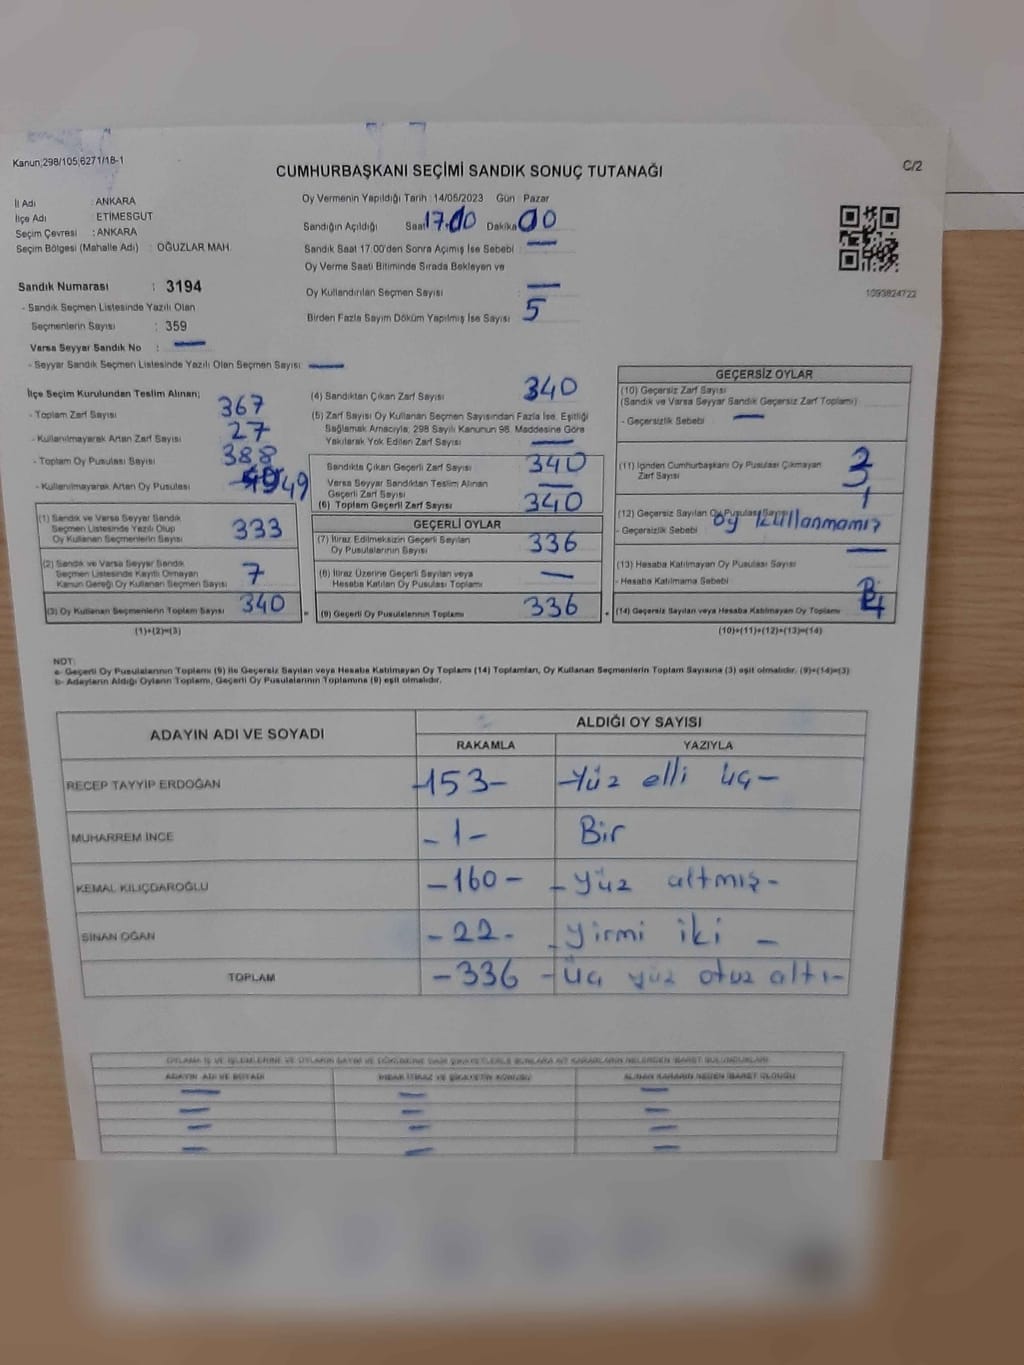 Kanun;298/105,6271/18-1
CUMHURBAŞKANI SEÇİMİ SANDIK SONUÇ TUTANAĞI
C/2
İl Adı : ANKARA
İlçe Adı : ETİMESGUT
Seçim Çevresi : ANKARA
Seçim Bölgesi (Mahalle Adı) : OĞUZLAR MAH.
Oy Vermenin Yapıldığı Tarih : 14/05/2023 Gün : Pazar
Sandığın Açıldığı Saat 17.00 Dakika 00
Sandık Saat 17.00'den Sonra Açılmış İse Sebebi : —
Oy Verme Saati Bitiminde Sırada Bekleyen ve
Oy Kullandırılan Seçmen Sayısı : —
Birden Fazla Sayım Döküm Yapılmış İse Sayısı : 5
1093824722
Sandık Numarası : 3194
- Sandık Seçmen Listesinde Yazılı Olan
Seçmenlerin Sayısı : 359
Varsa Seyyar Sandık No : —
- Seyyar Sandık Seçmen Listesinde Yazılı Olan Seçmen Sayısı: —
İlçe Seçim Kurulundan Teslim Alınan;
- Toplam Zarf Sayısı 367
- Kullanılmayarak Artan Zarf Sayısı 27
- Toplam Oy Pusulası Sayısı 388
- Kullanılmayarak Artan Oy Pusulası 49
(1) Sandık ve Varsa Seyyar Sandık
Seçmen Listesinde Yazılı Olup
Oy Kullanan Seçmenlerin Sayısı 333
(2) Sandık ve Varsa Seyyar Sandık
Seçmen Listesinde Kayıtlı Olmayan
Kanun Gereği Oy Kullanan Seçmen Sayısı 7
(3) Oy Kullanan Seçmenlerin Toplam Sayısı 340
(1)+(2)=(3)
(4) Sandıktan Çıkan Zarf Sayısı 340
(5) Zarf Sayısı Oy Kullanan Seçmen Sayısından Fazla İse, Eşitliği
Sağlamak Amacıyla, 298 Sayılı Kanunun 98. Maddesine Göre
Yakılarak Yok Edilen Zarf Sayısı —
Sandıkta Çıkan Geçerli Zarf Sayısı 340
Varsa Seyyar Sandıktan Teslim Alınan
Geçerli Zarf Sayısı —
(6) Toplam Geçerli Zarf Sayısı 340
GEÇERLİ OYLAR
(7) İtiraz Edilmeksizin Geçerli Sayılan
Oy Pusulalarının Sayısı 336
(8) İtiraz Üzerine Geçerli Sayılan veya
Hesaba Katılan Oy Pusulası Toplamı —
(9) Geçerli Oy Pusulalarının Toplamı 336
GEÇERSİZ OYLAR
(10) Geçersiz Zarf Sayısı
(Sandık ve Varsa Seyyar Sandık Geçersiz Zarf Toplamı)
- Geçersizlik Sebebi —
(11) İçinden Cumhurbaşkanı Oy Pusulası Çıkmayan
Zarf Sayısı 3
(12) Geçersiz Sayılan Oy Pusulası Sayısı 1
- Geçersizlik Sebebi oy kullanmamış
(13) Hesaba Katılmayan Oy Pusulası Sayısı —
- Hesaba Katılmama Sebebi
(14) Geçersiz Sayılan veya Hesaba Katılmayan Oy Toplamı 4
(10)+(11)+(12)+(13)=(14)
NOT:
a- Geçerli Oy Pusulalarının Toplamı (9) ile Geçersiz Sayılan veya Hesaba Katılmayan Oy Toplamı (14) Toplamları, Oy Kullanan Seçmenlerin Toplam Sayısına (3) eşit olmalıdır. (9)+(14)=(3)
b- Adayların Aldığı Oyların Toplamı, Geçerli Oy Pusulalarının Toplamına (9) eşit olmalıdır.
ADAYIN ADI VE SOYADI
ALDIĞI OY SAYISI
RAKAMLA YAZIYLA
RECEP TAYYİP ERDOĞAN -153- -Yüz elli üç-
MUHARREM İNCE -1- Bir
KEMAL KILIÇDAROĞLU -160- -yüz altmış-
SİNAN OĞAN -22- -yirmi iki -
TOPLAM -336 -üç yüz otuz altı-
ADAYIN ADI VE SOYADI